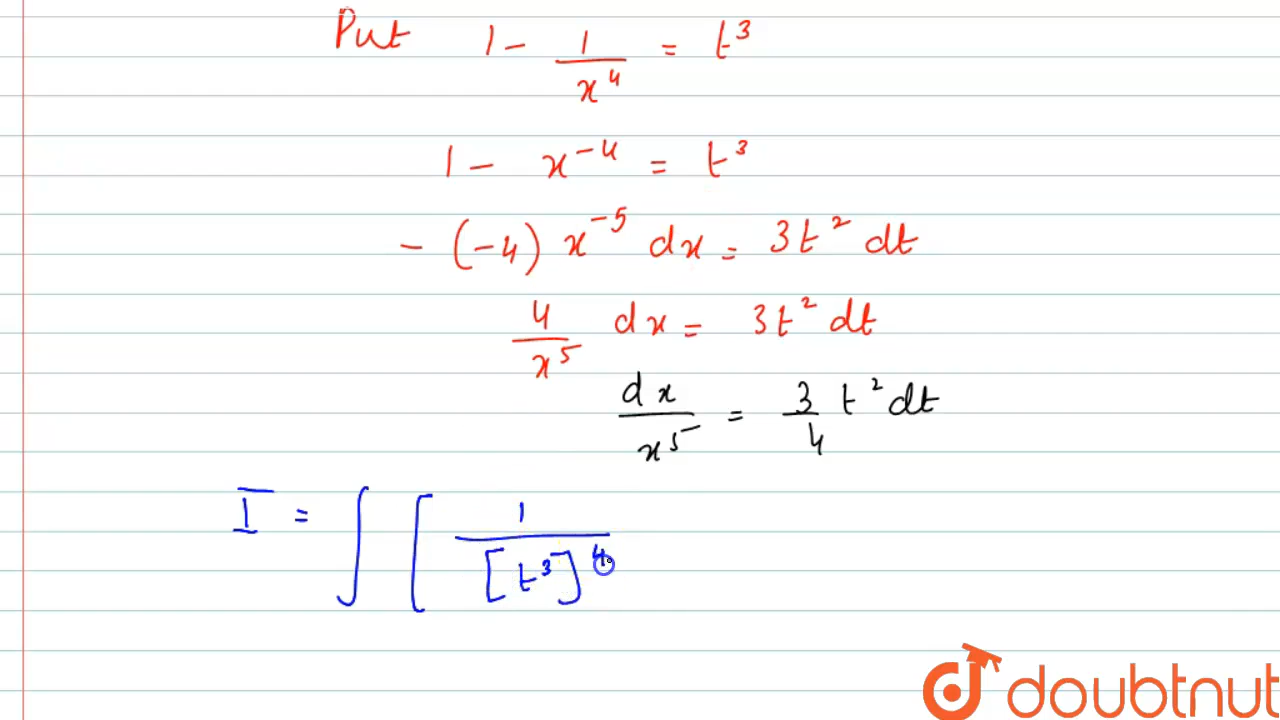 Put 1 - 1/x⁴ = t³
1 - x⁻⁴ = t³
- (-4) x⁻⁵ dx = 3t² dt
4/x⁵ dx = 3t² dt
dx/x⁵ = 3/4 t² dt
I = ∫ [ 1/[t³]⁴
doubtnut